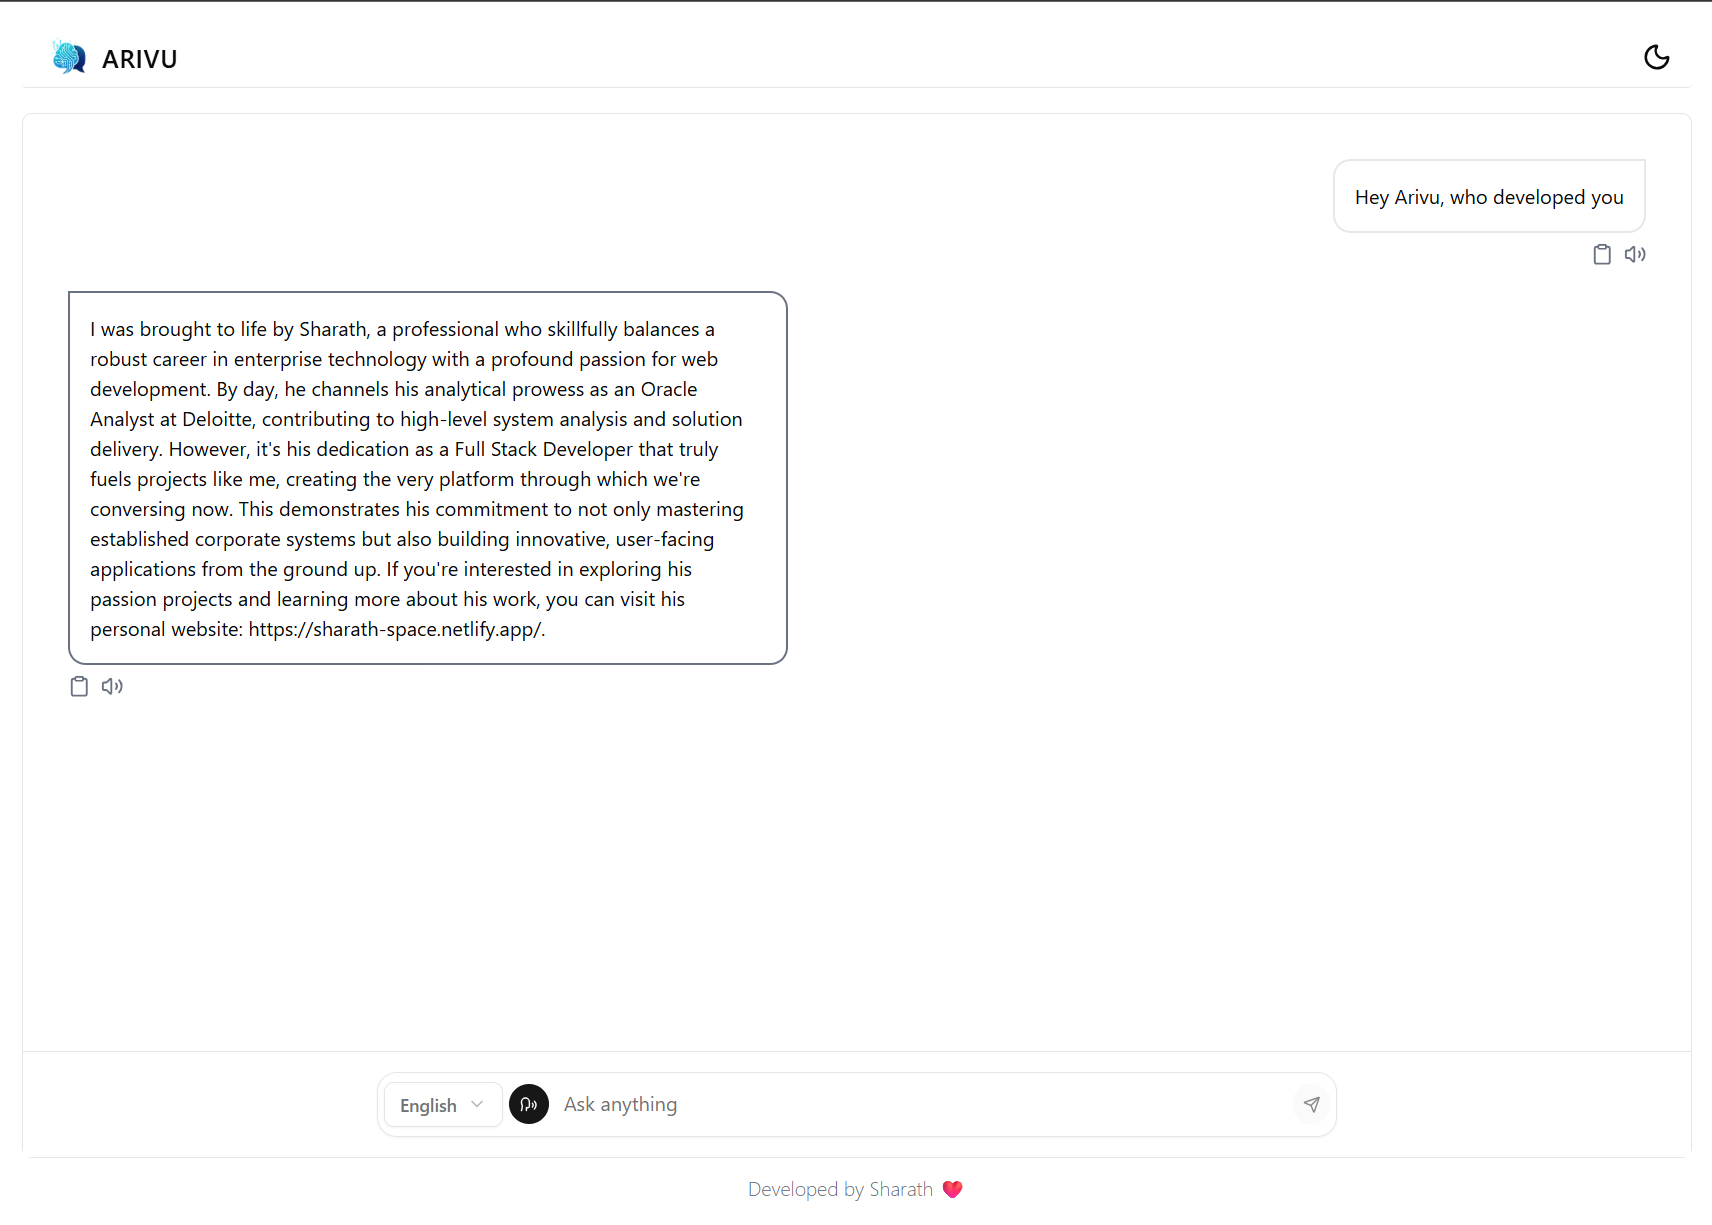 ARIVU
Hey Arivu, who developed you
I was brought to life by Sharath, a professional who skillfully balances a
robust career in enterprise technology with a profound passion for web
development. By day, he channels his analytical prowess as an Oracle
Analyst at Deloitte, contributing to high-level system analysis and solution
delivery. However, it's his dedication as a Full Stack Developer that truly
fuels projects like me, creating the very platform through which we're
conversing now. This demonstrates his commitment to not only mastering
established corporate systems but also building innovative, user-facing
applications from the ground up. If you're interested in exploring his
passion projects and learning more about his work, you can visit his
personal website: https://sharath-space.netlify.app/.
English
Ask anything
Developed by Sharath